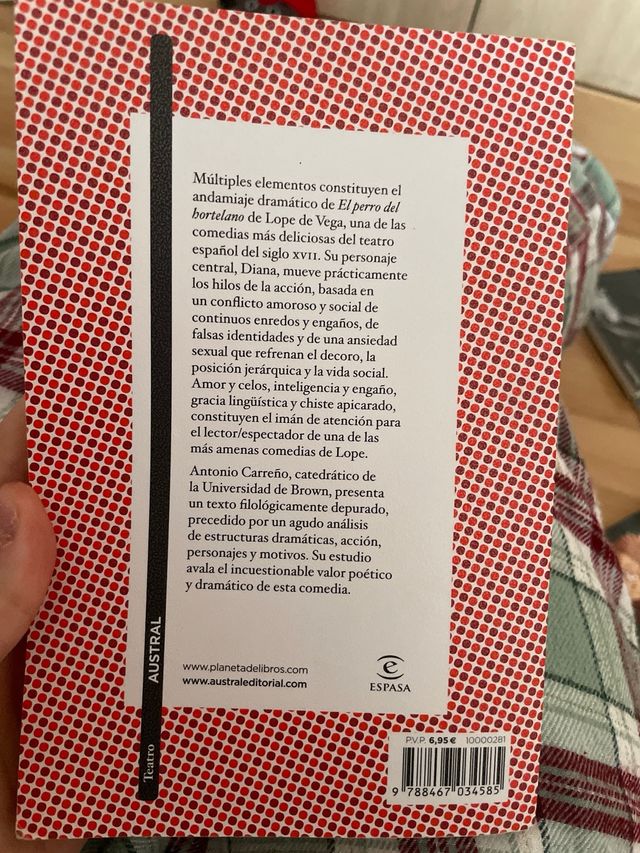 Múltiples elementos constituyen el
andamiaje dramático de El perro del
hortelano de Lope de Vega, una de las
comedias más deliciosas del teatro
español del siglo XVII. Su personaje
central, Diana, mueve prácticamente
los hilos de la acción, basada en
un conflicto amoroso y social de
continuos enredos y engaños, de
falsas identidades y de una ansiedad
sexual que refrenan el decoro, la
posición jerárquica y la vida social.
Amor y celos, inteligencia y engaño,
gracia lingüística y chiste apicarado,
constituyen el imán de atención para
el lector/espectador de una de las
más amenas comedias de Lope.
Antonio Carreño, catedrático de
la Universidad de Brown, presenta
un texto filológicamente depurado,
precedido por un agudo análisis
de estructuras dramáticas, acción,
personajes y motivos. Su estudio
avala el incuestionable valor poético
y dramático de esta comedia.
AUSTRAL
www.planetadelibros.com
www.australeditorial.com
e
ESPASA
Teatro
P.V.P. 6,95 € 10000281
9 788467 034585